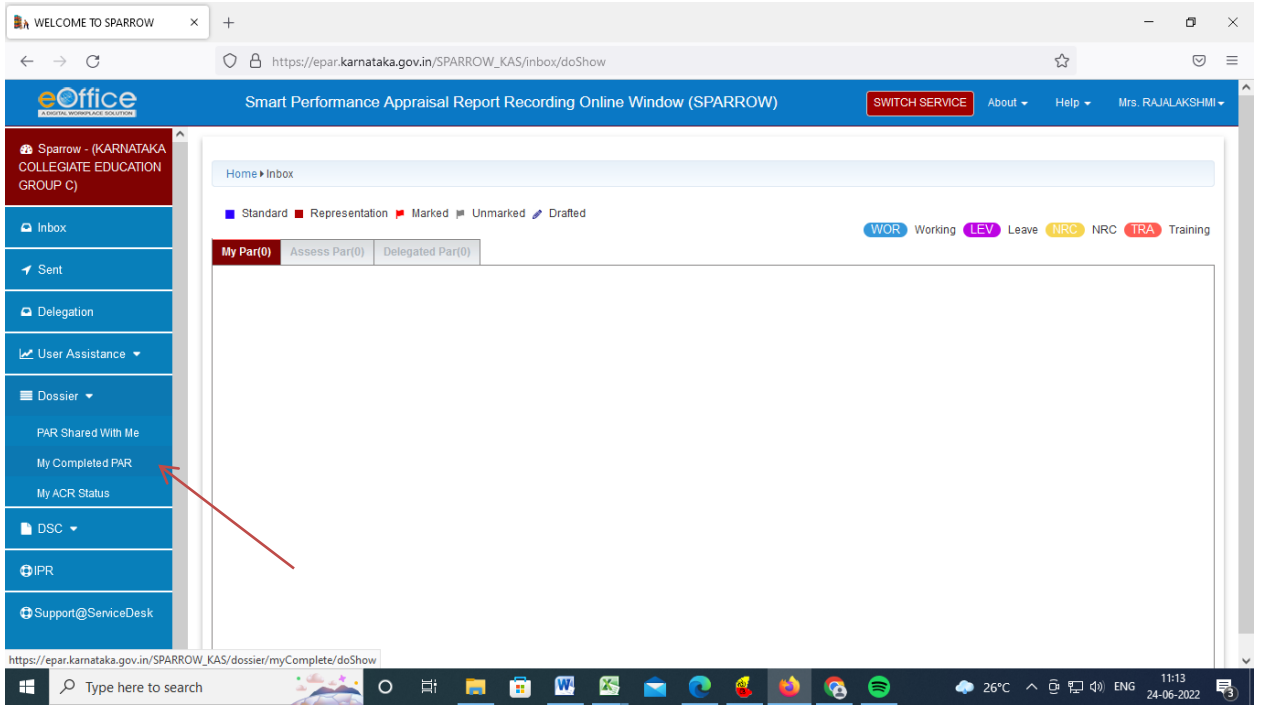 WELCOME TO SPARROW
https://epar.karnataka.gov.in/SPARROW_KAS/inbox/doShow
eOffice
A DIGITAL WORKPLACE SOLUTION
Smart Performance Appraisal Report Recording Online Window (SPARROW)
SWITCH SERVICE About Help Mrs. RAJALAKSHMI
Sparrow - (KARNATAKA
COLLEGIATE EDUCATION
GROUP C)
Inbox
Sent
Delegation
User Assistance
Dossier
PAR Shared With Me
My Completed PAR
My ACR Status
DSC
IPR
Support@ServiceDesk
Home Inbox
Standard Representation Marked Unmarked Drafted
WOR Working LEV Leave NRC NRC TRA Training
My Par(0) Assess Par(0) Delegated Par(0)
https://epar.karnataka.gov.in/SPARROW_KAS/dossier/myComplete/doShow
Type here to search
26°C ENG
11:13
24-06-2022
3